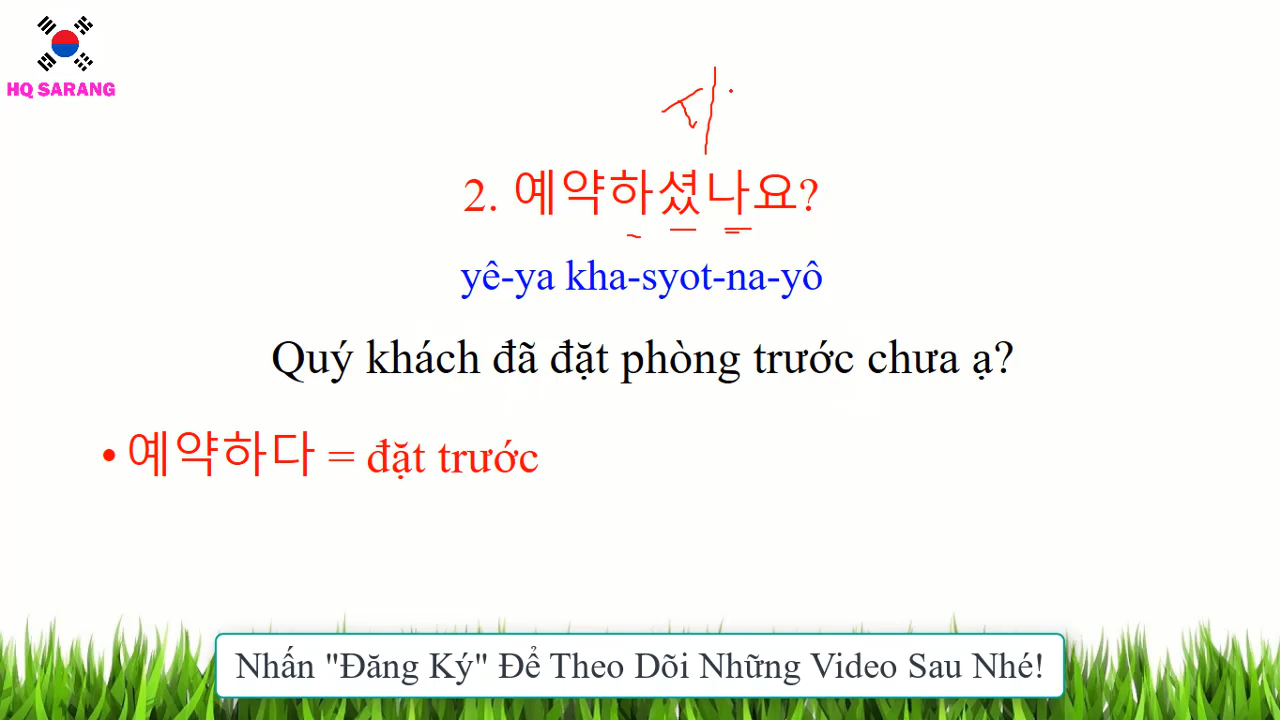 HQ SARANG
2. 예약하셨나요?
yê-ya kha-syot-na-yô
Quý khách đã đặt phòng trước chưa ạ?
• 예약하다 = đặt trước
Nhấn "Đăng Ký" Để Theo Dõi Những Video Sau Nhé!